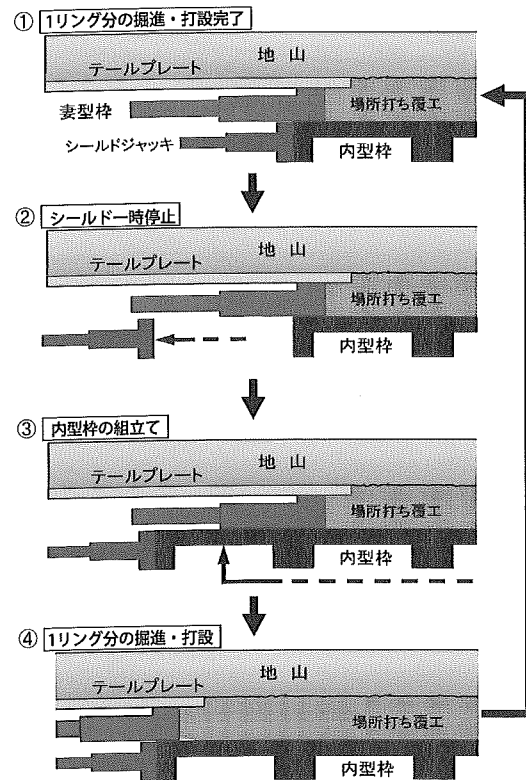 ① 1リング分の掘進・打設完了
地 山
テールプレート
妻型枠
場所打ち覆工
シールドジャッキ
内型枠
② シールド一時停止
地 山
テールプレート
場所打ち覆工
内型枠
③ 内型枠の組立て
地 山
テールプレート
場所打ち覆工
内型枠
④ 1リング分の掘進・打設
地 山
テールプレート
場所打ち覆工
内型枠